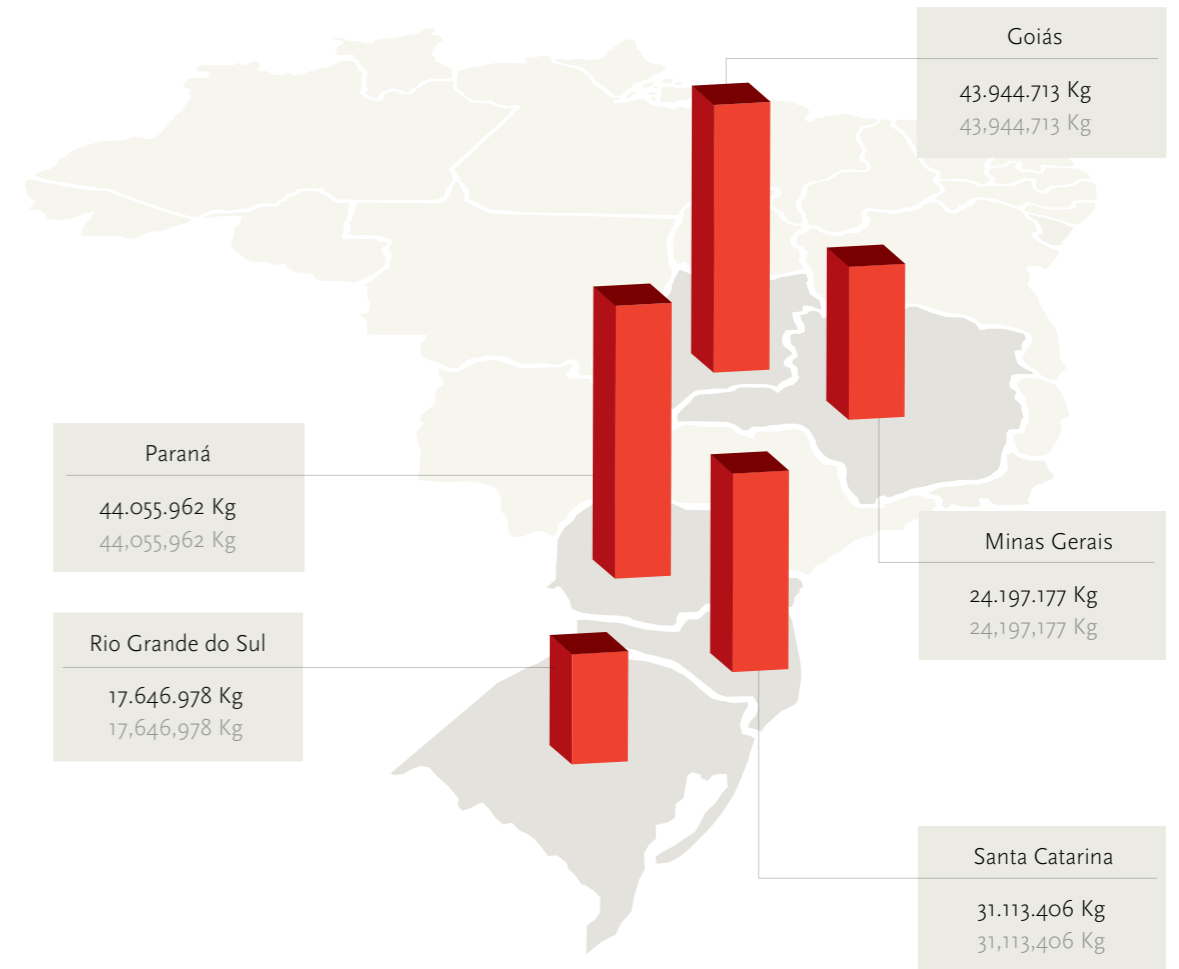 Goiás
43.944.713 Kg
43,944,713 Kg
Paraná
44.055.962 Kg
44,055,962 Kg
Minas Gerais
24.197.177 Kg
24,197,177 Kg
Rio Grande do Sul
17.646.978 Kg
17,646,978 Kg
Santa Catarina
31.113.406 Kg
31,113,406 Kg